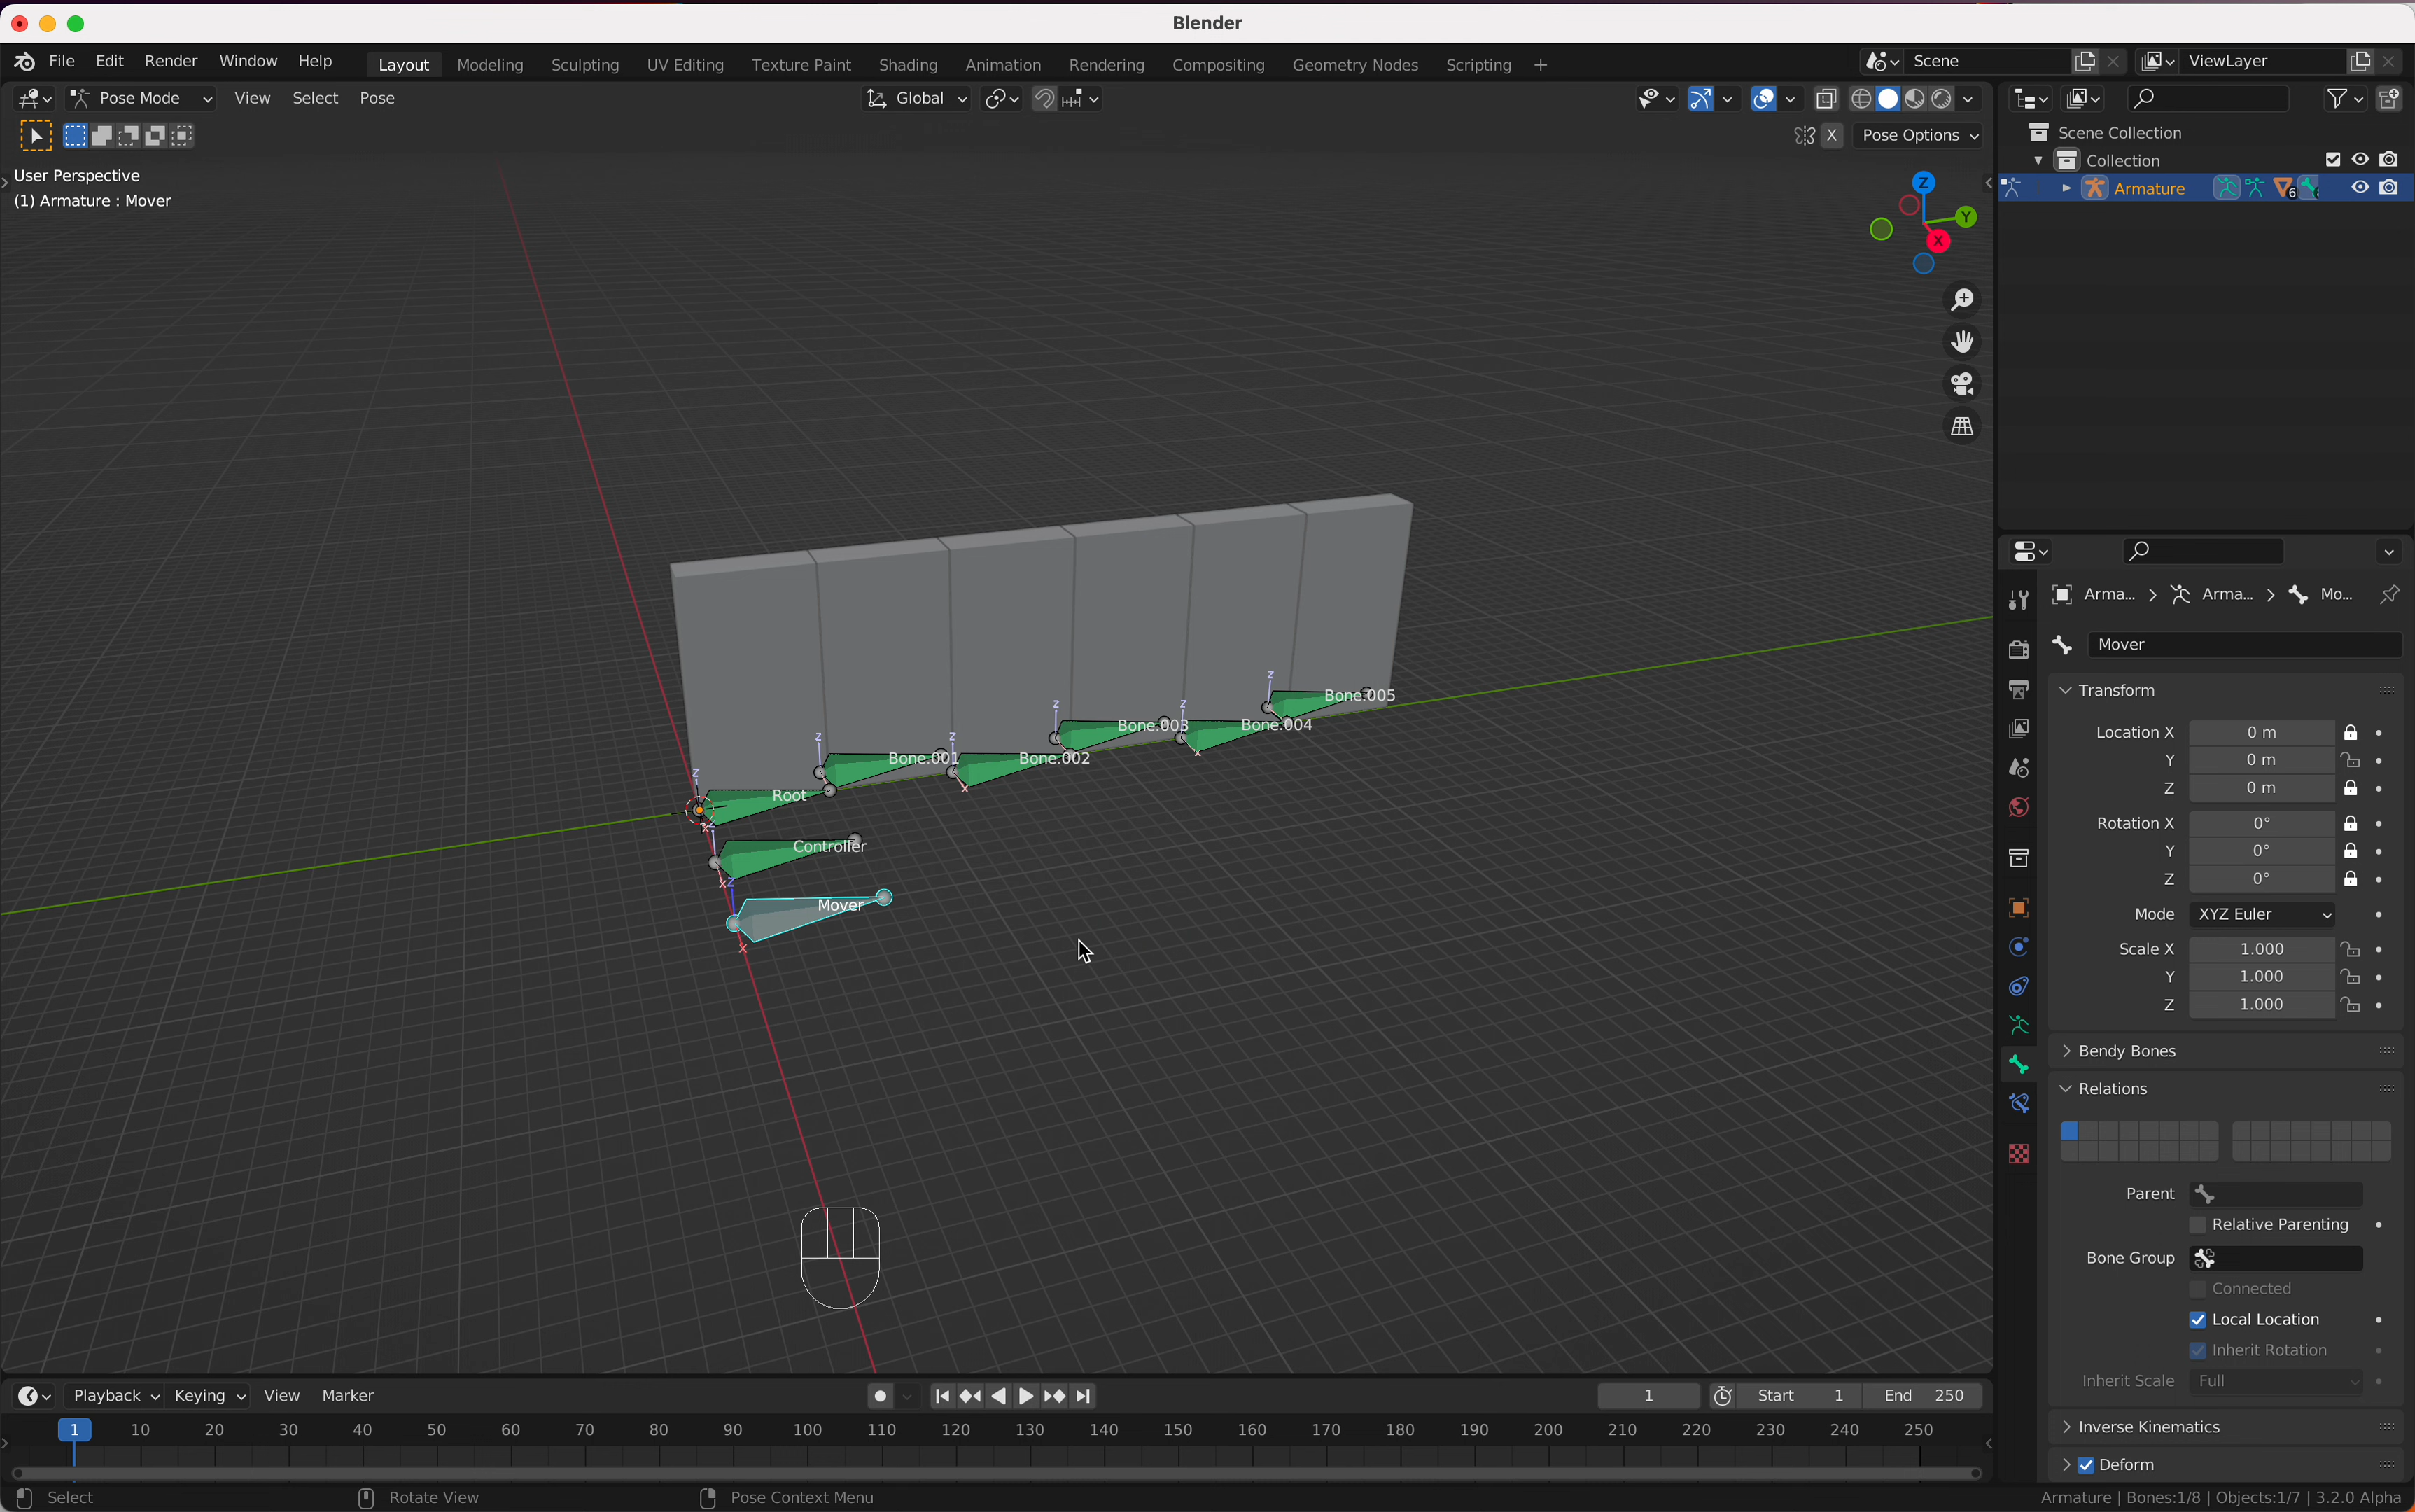 Blender
File Edit Render Window Help Layout Modeling Sculpting UV Editing Texture Paint Shading Animation Rendering Compositing Geometry Nodes Scripting + Scene ViewLayer
Pose Mode View Select Pose Global
X Pose Options
User Perspective
(1) Armature : Mover
Z
Y
X
Bone.005
Bone.003
Bone.004
Bone.001
Bone.002
Root
Controller
Mover
Scene Collection
Collection
Armature 6
Arma... > Arma... > Mo...
Mover
Transform
Location X 0 m
Y 0 m
Z 0 m
Rotation X 0°
Y 0°
Z 0°
Mode XYZ Euler
Scale X 1.000
Y 1.000
Z 1.000
Bendy Bones
Relations
Parent
Relative Parenting
Bone Group
Connected
Local Location
Inherit Rotation
Inherit Scale Full
Inverse Kinematics
Deform
Playback Keying View Marker 1 Start 1 End 250
1 10 20 30 40 50 60 70 80 90 100 110 120 130 140 150 160 170 180 190 200 210 220 230 240 250
Select Rotate View Pose Context Menu Armature | Bones:1/8 | Objects:1/7 | 3.2.0 Alpha